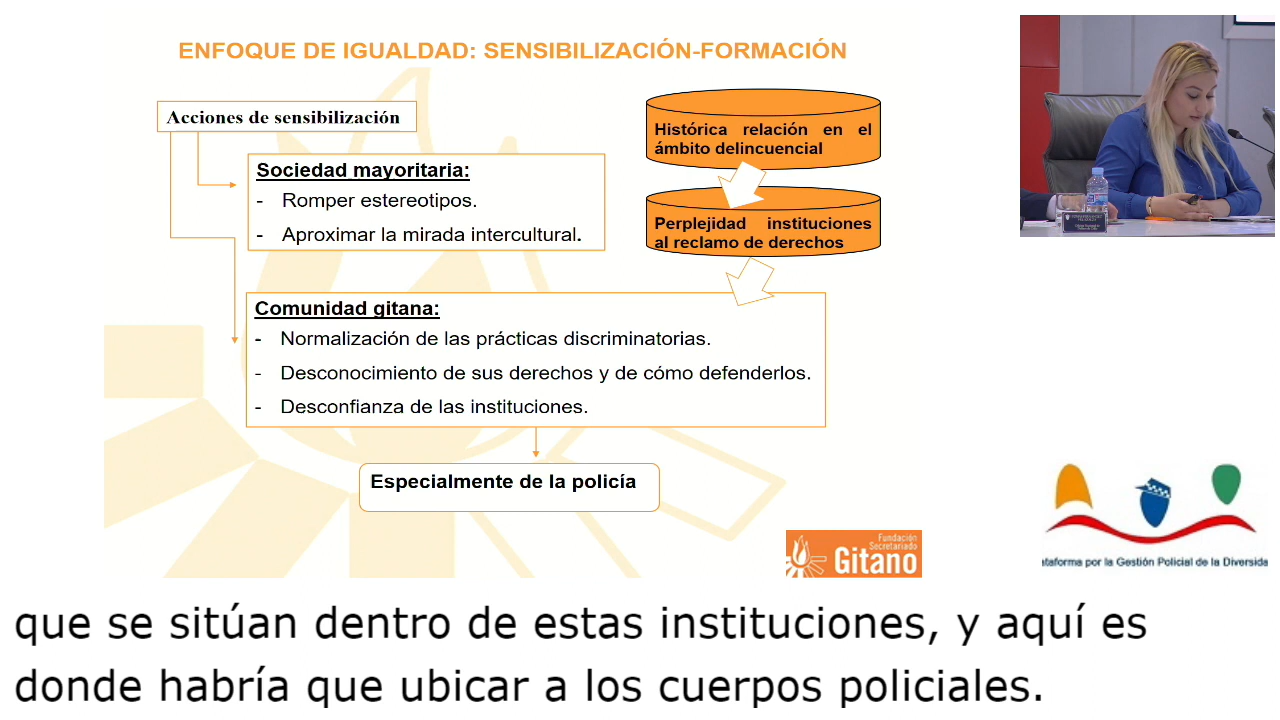 ENFOQUE DE IGUALDAD: SENSIBILIZACIÓN-FORMACIÓN
Acciones de sensibilización
Histórica relación en el
ámbito delincuencial
Sociedad mayoritaria:
- Romper estereotipos.
- Aproximar la mirada intercultural.
Perplejidad instituciones
al reclamo de derechos
Comunidad gitana:
- Normalización de las prácticas discriminatorias.
- Desconocimiento de sus derechos y de cómo defenderlos.
- Desconfianza de las instituciones.
Especialmente de la policía
Fundación
Secretariado
Gitano
ataforma por la Gestión Policial de la Diversida
que se sitúan dentro de estas instituciones, y aquí es
donde habría que ubicar a los cuerpos policiales.